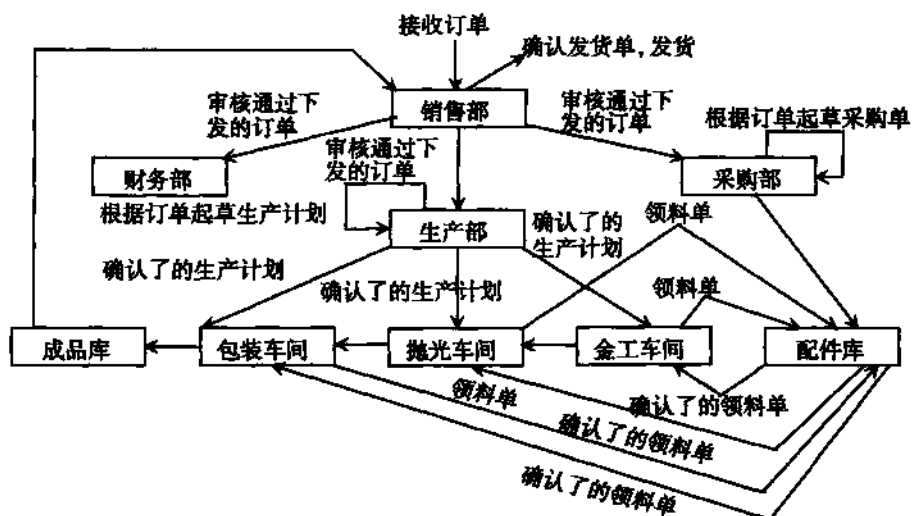 接收订单
确认发货单,发货
销售部
审核通过下
发的订单
审核通过下
发的订单
根据订单起草采购单
审核通过下
发的订单
财务部
采购部
根据订单起草生产计划
生产部
确认了的
生产计划
领料单
确认了的生产计划
确认了的生产计划
领料单
成品库
包装车间
抛光车间
金工车间
配件库
领料单
确认了的领料单
确认了的领料单
确认了的领料单